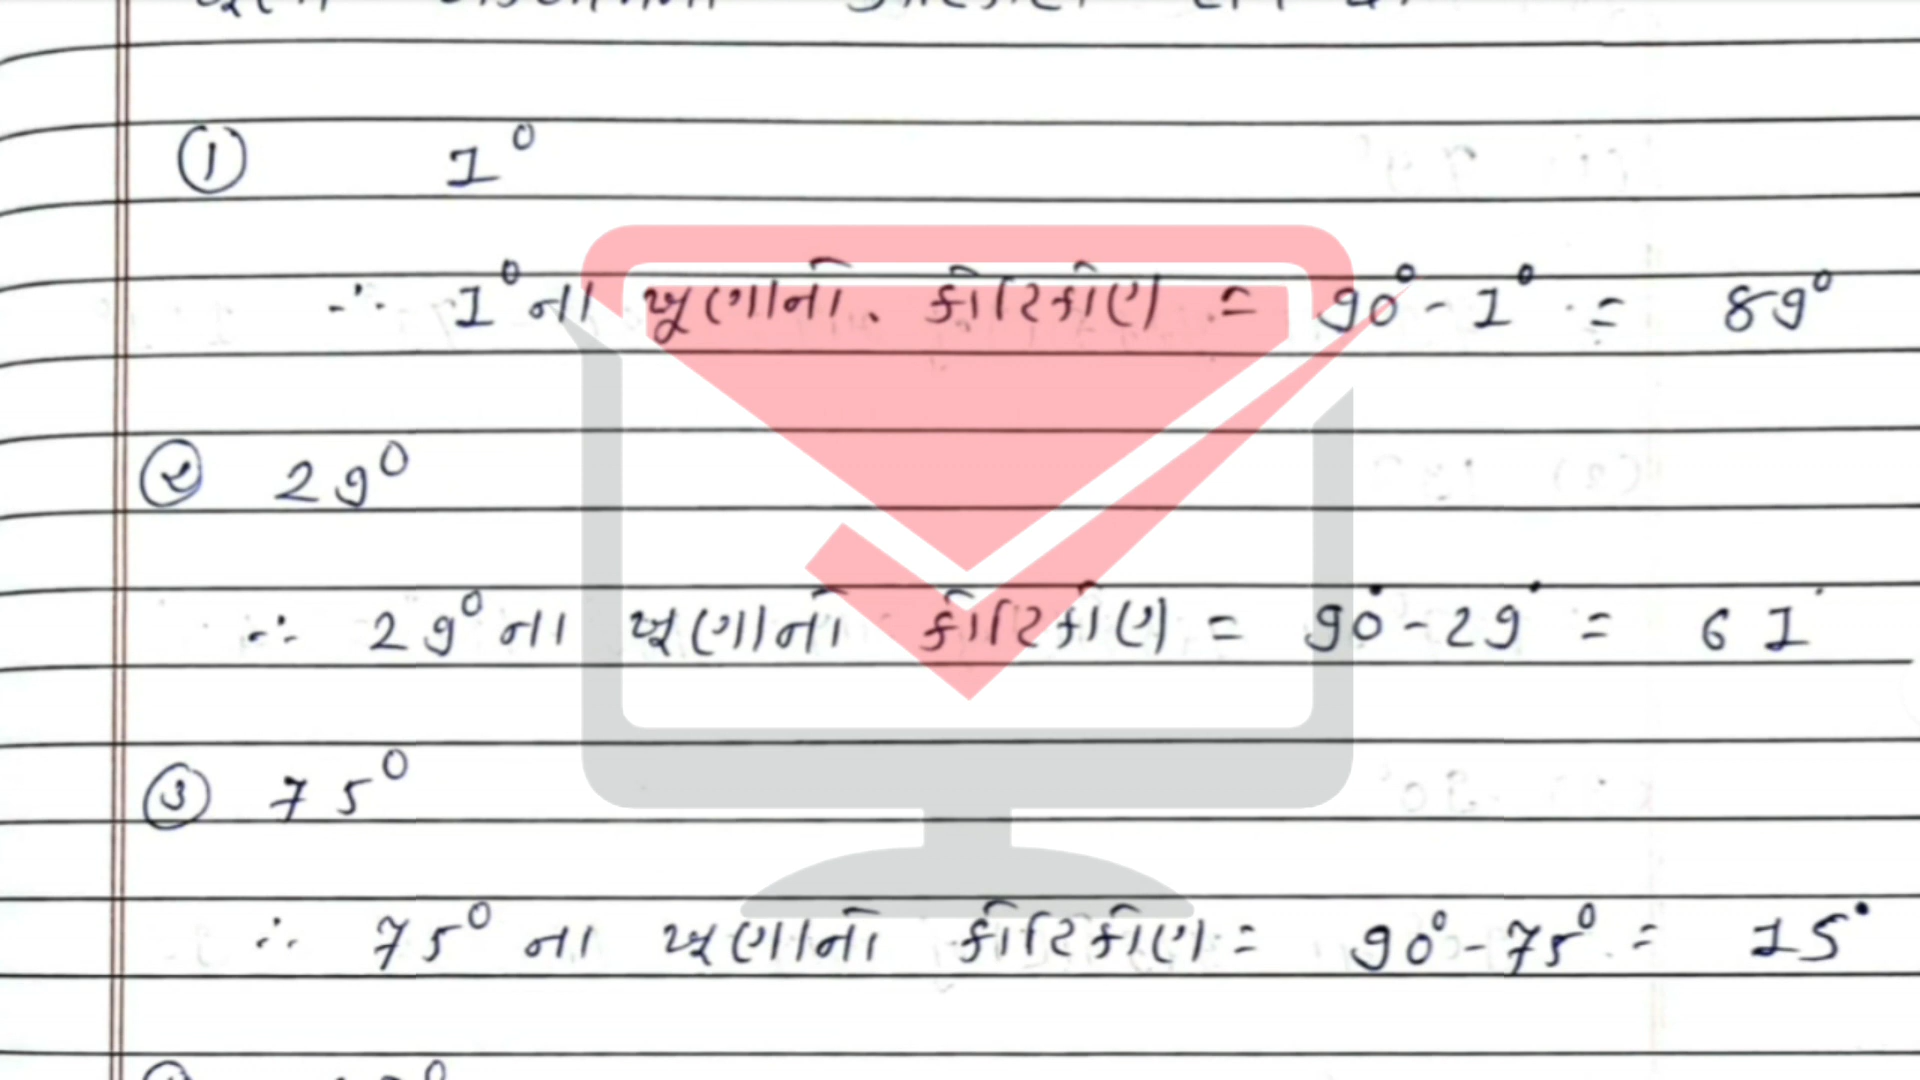 ① 1°
∴ 1° ના ખૂણાનો કોટિકોણ = 90° - 1° = 89°
② 29°
∴ 29° ના ખૂણાનો કોટિકોણ = 90° - 29° = 61°
③ 75°
∴ 75° ના ખૂણાનો કોટિકોણ = 90° - 75° = 15°